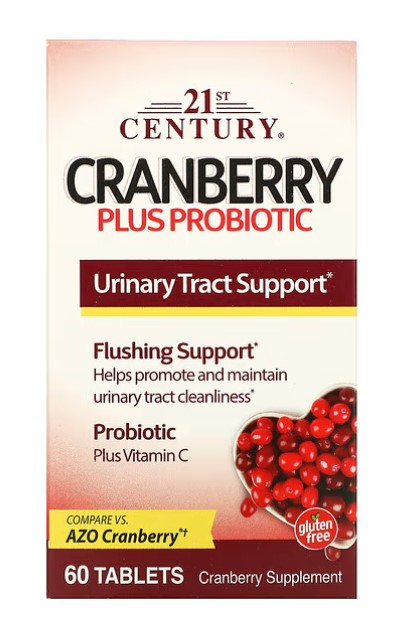 21ST
CENTURY®
CRANBERRY
PLUS PROBIOTIC
Urinary Tract Support*
Flushing Support*
Helps promote and maintain
urinary tract cleanliness*
Probiotic
Plus Vitamin C
COMPARE VS.
AZO Cranberry®*†
gluten
free
60 TABLETS Cranberry Supplement